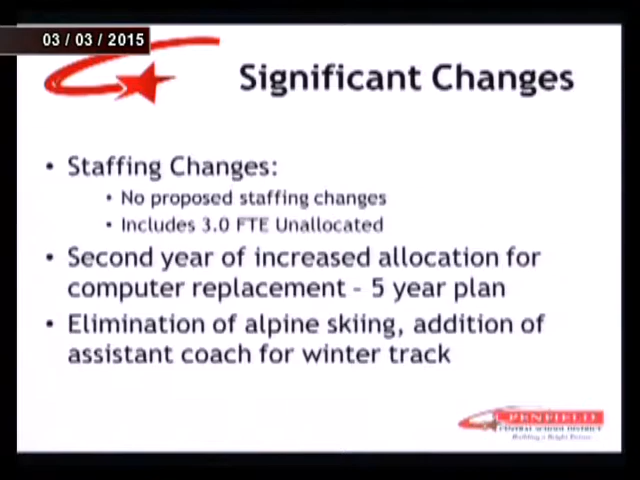 03 / 03 / 2015
Significant Changes
• Staffing Changes:
• No proposed staffing changes
• Includes 3.0 FTE Unallocated
• Second year of increased allocation for
computer replacement - 5 year plan
• Elimination of alpine skiing, addition of
assistant coach for winter track
PENFIELD
CENTRAL SCHOOL DISTRICT